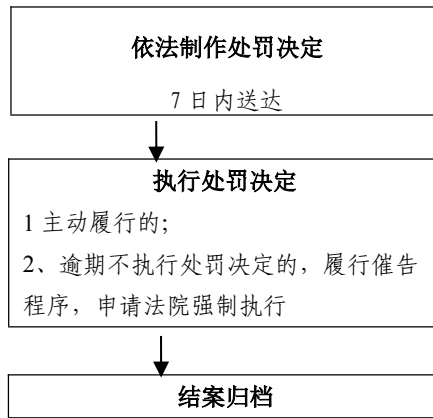 依法制作处罚决定
7 日内送达
执行处罚决定
1 主动履行的;
2、逾期不执行处罚决定的，履行催告
程序，申请法院强制执行
结案归档